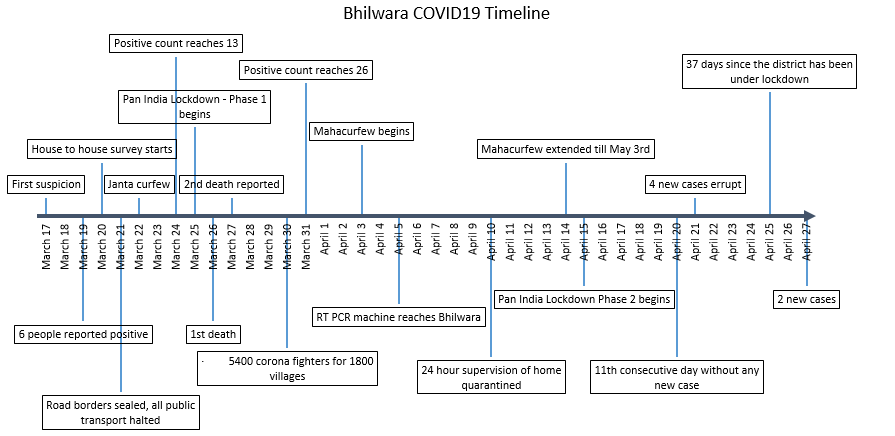 Bhilwara COVID19 Timeline
Positive count reaches 13
Positive count reaches 26
37 days since the district has been
under lockdown
Pan India Lockdown - Phase 1
begins
Mahacurfew begins
House to house survey starts
Mahacurfew extended till May 3rd
First suspicion
Janta curfew
2nd death reported
4 new cases errupt
March 17
March 18
March 19
March 20
March 21
March 22
March 23
March 24
March 25
March 26
March 27
March 28
March 29
March 30
March 31
April 1
April 2
April 3
April 4
April 5
April 6
April 7
April 8
April 9
April 10
April 11
April 12
April 13
April 14
April 15
April 16
April 17
April 18
April 19
April 20
April 21
April 22
April 23
April 24
April 25
April 26
April 27
Pan India Lockdown Phase 2 begins
2 new cases
RT PCR machine reaches Bhilwara
6 people reported positive
1st death
· 5400 corona fighters for 1800
villages
24 hour supervision of home
quarantined
11th consecutive day without any
new case
Road borders sealed, all public
transport halted